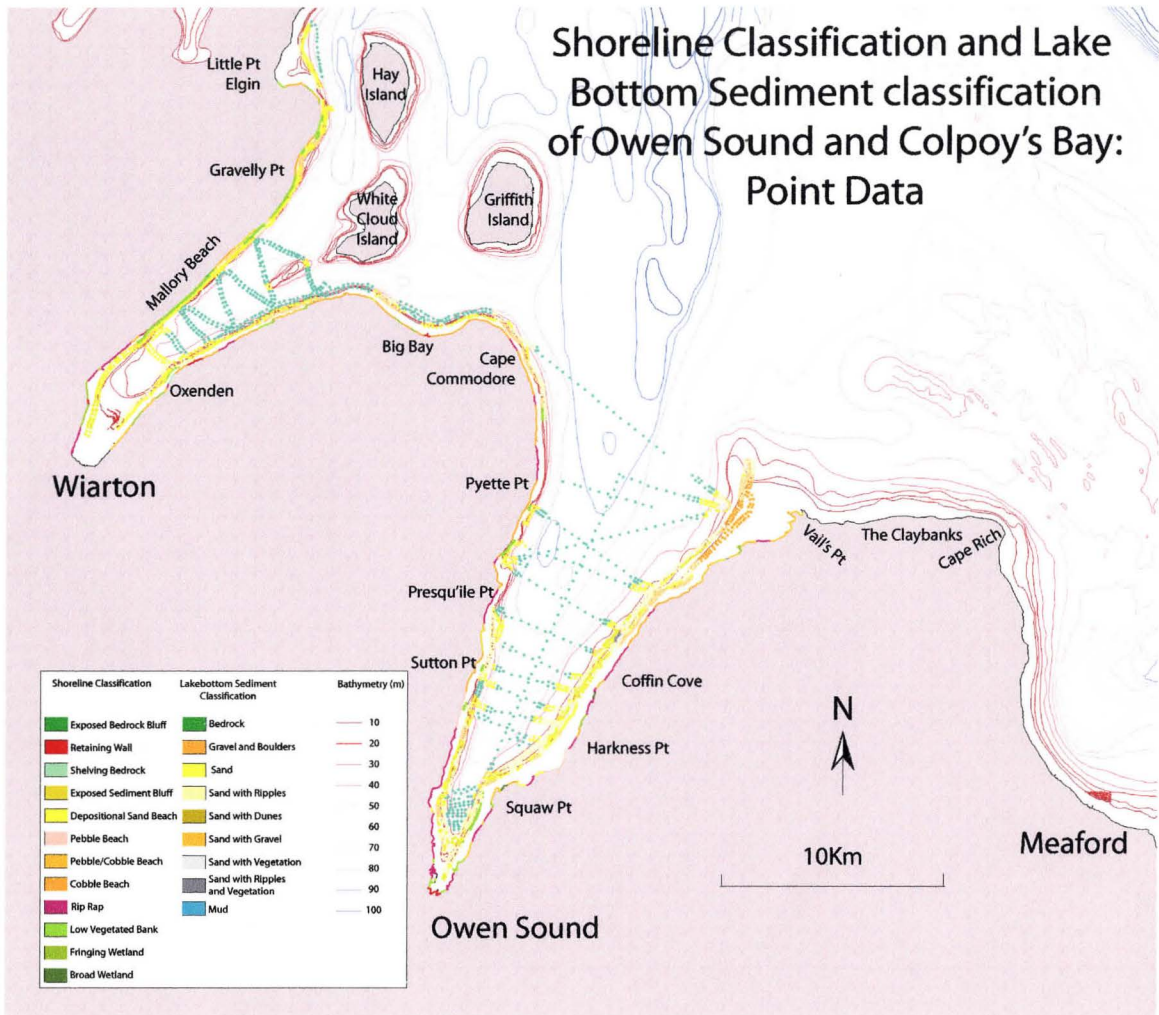 Shoreline Classification and Lake
Bottom Sediment classification
of Owen Sound and Colpoy's Bay:
Point Data
Little Pt
Elgin
Hay
Island
Gravelly Pt
White
Cloud
Island
Griffith
Island
Mallory Beach
Big Bay
Cape
Commodore
Oxenden
Wiarton
Pyette Pt
Vail's Pt
The Claybanks
Cape Rich
Presqu'ile Pt
Sutton Pt
Coffin Cove
N
Harkness Pt
Squaw Pt
10Km
Meaford
Owen Sound
Shoreline Classification
Exposed Bedrock Bluff
Retaining Wall
Shelving Bedrock
Exposed Sediment Bluff
Depositional Sand Beach
Pebble Beach
Pebble/Cobble Beach
Cobble Beach
Rip Rap
Low Vegetated Bank
Fringing Wetland
Broad Wetland
Lakebottom Sediment
Classification
Bedrock
Gravel and Boulders
Sand
Sand with Ripples
Sand with Dunes
Sand with Gravel
Sand with Vegetation
Sand with Ripples
and Vegetation
Mud
Bathymetry (m)
10
20
30
40
50
60
70
80
90
100